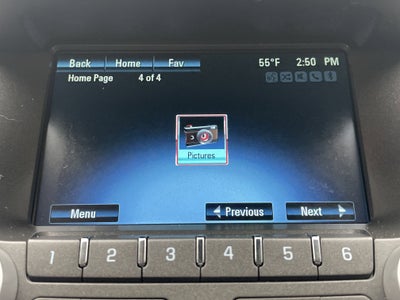 Back Home Fav 55°F 2:50 PM
Home Page 4 of 4
Pictures
Menu Previous Next
1 2 3 4 5 6